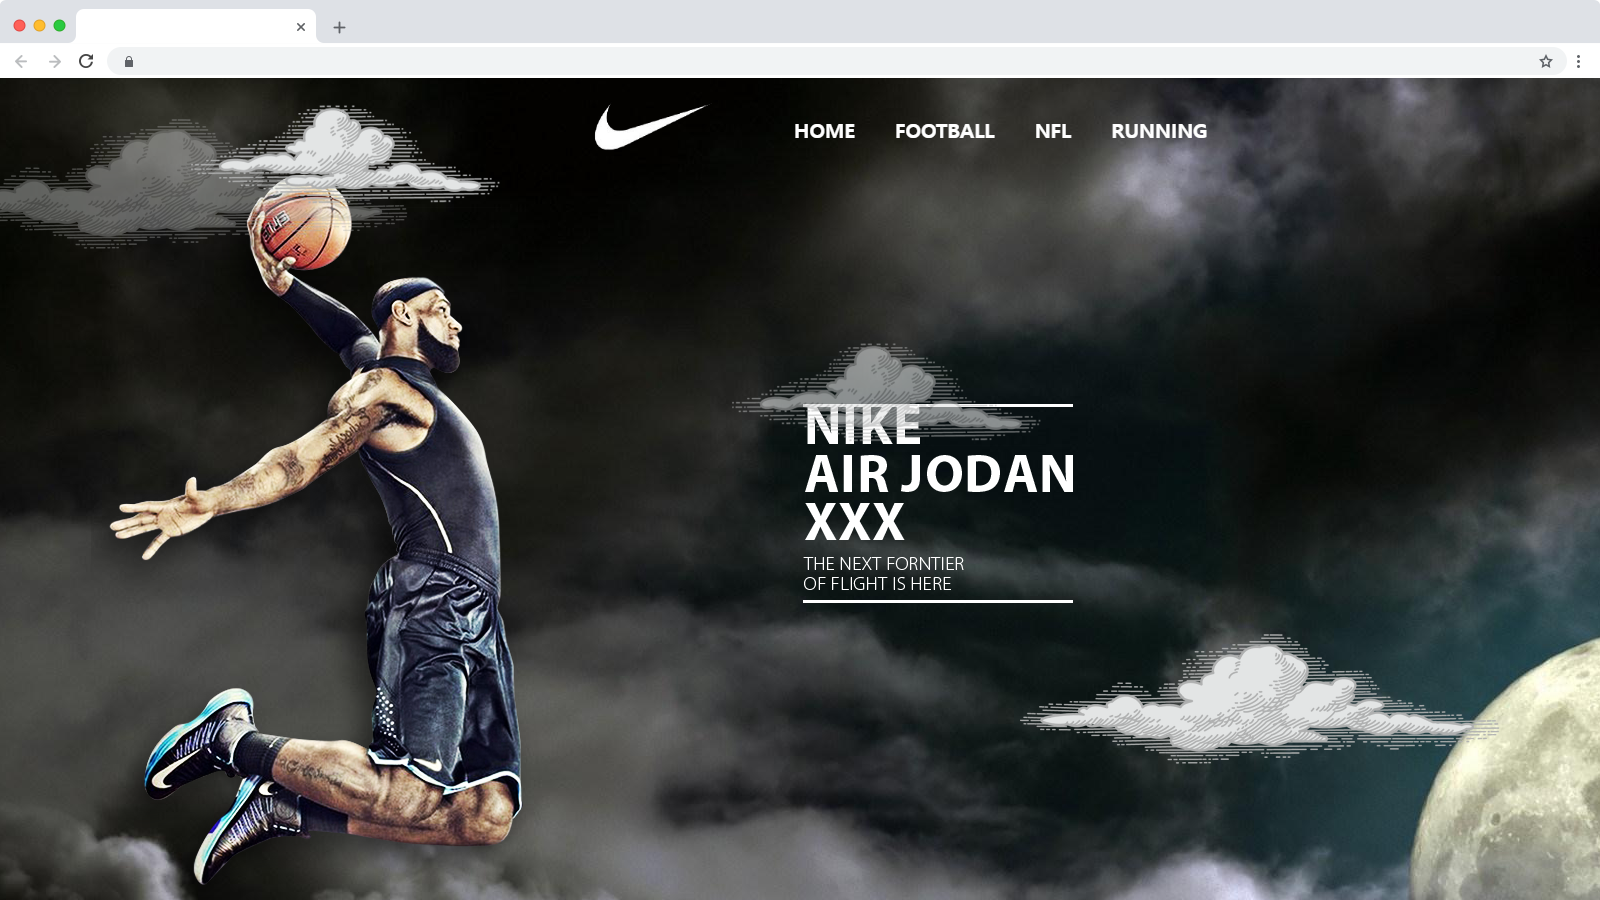 HOME FOOTBALL NFL RUNNING
NIKE
AIR JODAN
XXX
THE NEXT FORNTIER
OF FLIGHT IS HERE